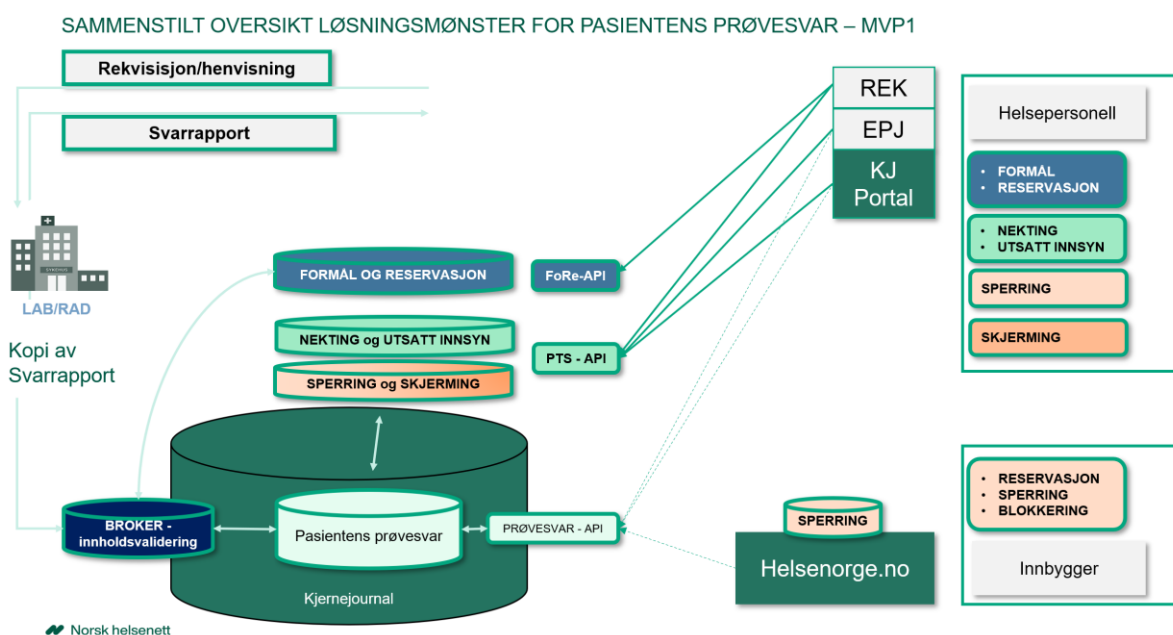 SAMMENSTILT OVERSIKT LØSNINGSMØNSTER FOR PASIENTENS PRØVESVAR – MVP1
Rekvisisjon/henvisning
Svarrapport
SYKEHUS
LAB/RAD
Kopi av
Svarrapport
FORMÅL OG RESERVASJON
FoRe-API
NEKTING og UTSATT INNSYN
PTS - API
SPERRING og SKJERMING
BROKER -
innholdsvalidering
Pasientens prøvesvar
PRØVESVAR - API
Kjernejournal
REK
EPJ
KJ
Portal
SPERRING
Helsenorge.no
Helsepersonell
• FORMÅL
• RESERVASJON
• NEKTING
• UTSATT INNSYN
SPERRING
SKJERMING
• RESERVASJON
• SPERRING
• BLOKKERING
Innbygger
Norsk helsenett